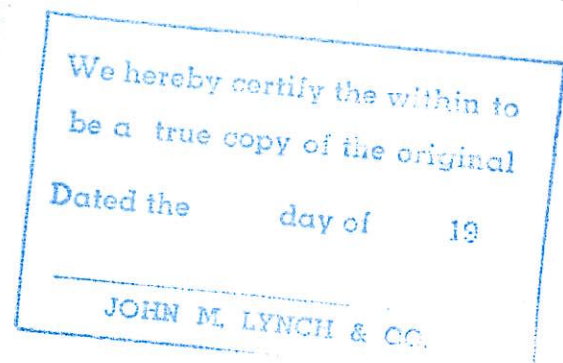 We hereby certify the within to
be a true copy of the original
Dated the day of 19
JOHN M. LYNCH & CO.